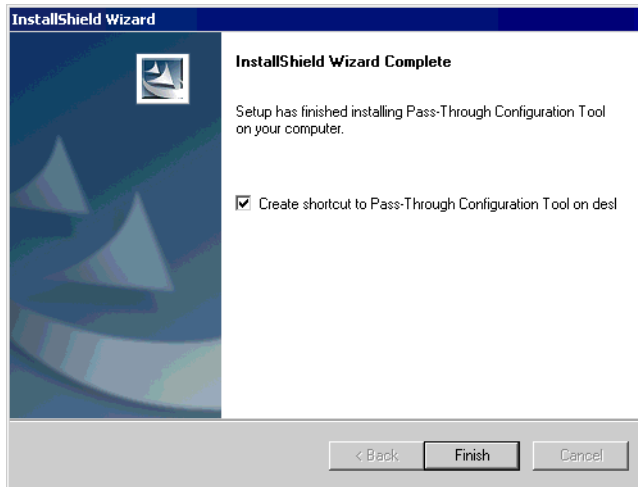 InstallShield Wizard
InstallShield Wizard Complete
Setup has finished installing Pass-Through Configuration Tool
on your computer.
Create shortcut to Pass-Through Configuration Tool on desl
< Back
Finish
Cancel